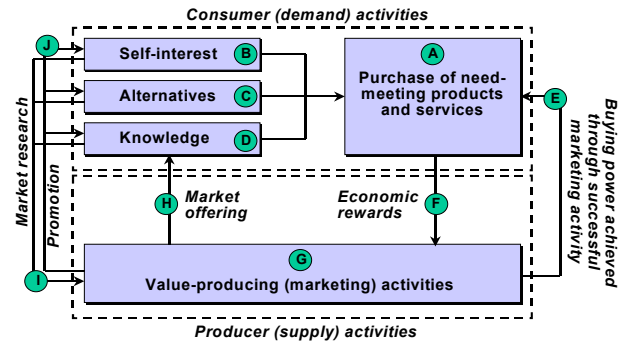 Consumer (demand) activities
J
Self-interest
B
A
Purchase of need-
meeting products
and services
Alternatives
C
E
Knowledge
D
Market research
Promotion
H
Market
offering
Economic
rewards
F
Buying power achieved
through successful
marketing activity
G
I
Value-producing (marketing) activities
Producer (supply) activities